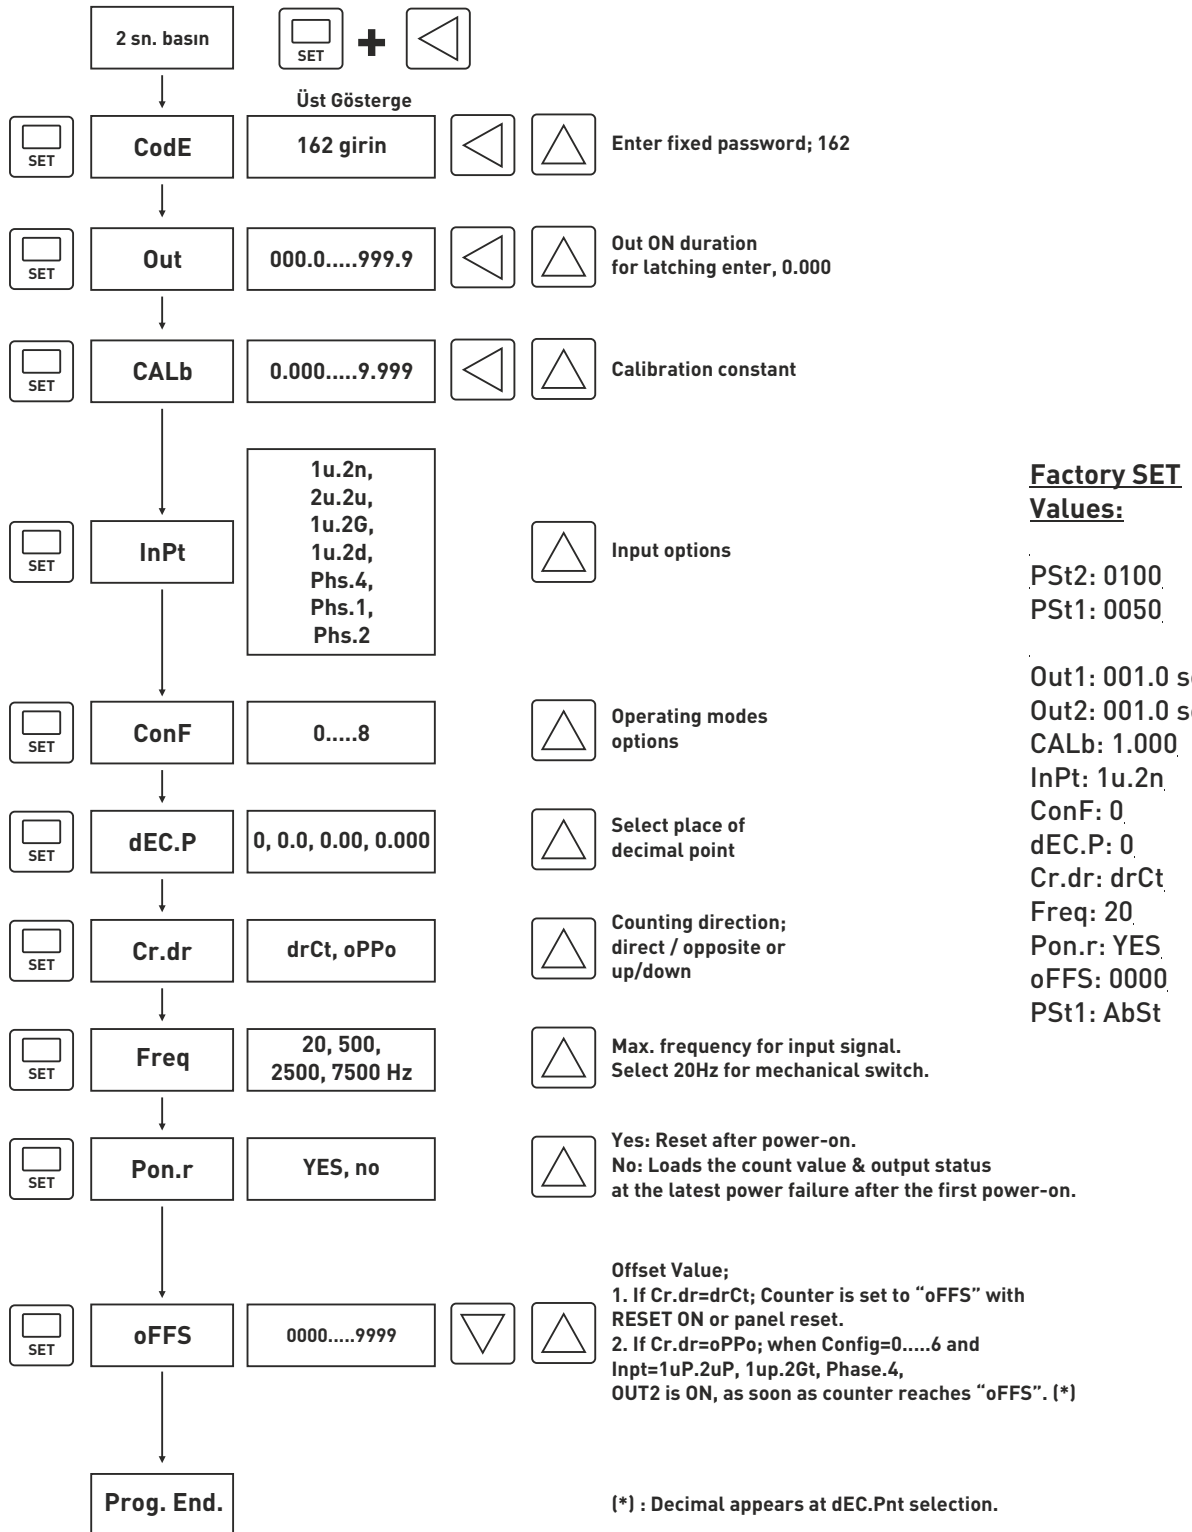 2 sn. basın
SET
Üst Gösterge
SET
CodE
162 girin
Enter fixed password; 162
SET
Out
000.0.....999.9
Out ON duration
for latching enter, 0.000
SET
CALb
0.000.....9.999
Calibration constant
SET
InPt
1u.2n,
2u.2u,
1u.2G,
1u.2d,
Phs.4,
Phs.1,
Phs.2
Input options
SET
ConF
0.....8
Operating modes
options
SET
dEC.P
0, 0.0, 0.00, 0.000
Select place of
decimal point
SET
Cr.dr
drCt, oPPo
Counting direction;
direct / opposite or
up/down
SET
Freq
20, 500,
2500, 7500 Hz
Max. frequency for input signal.
Select 20Hz for mechanical switch.
SET
Pon.r
YES, no
Yes: Reset after power-on.
No: Loads the count value & output status
at the latest power failure after the first power-on.
SET
oFFS
0000.....9999
Offset Value;
1. If Cr.dr=drCt; Counter is set to “oFFS” with
RESET ON or panel reset.
2. If Cr.dr=oPPo; when Config=0.....6 and
Inpt=1uP.2uP, 1up.2Gt, Phase.4,
OUT2 is ON, as soon as counter reaches “oFFS”. (*)
Prog. End.
(*) : Decimal appears at dEC.Pnt selection.
Factory SET
Values:
PSt2: 0100
PSt1: 0050
Out1: 001.0
Out2: 001.0
CALb: 1.000
InPt: 1u.2n
ConF: 0
dEC.P: 0
Cr.dr: drCt
Freq: 20
Pon.r: YES
oFFS: 0000
PSt1: AbSt